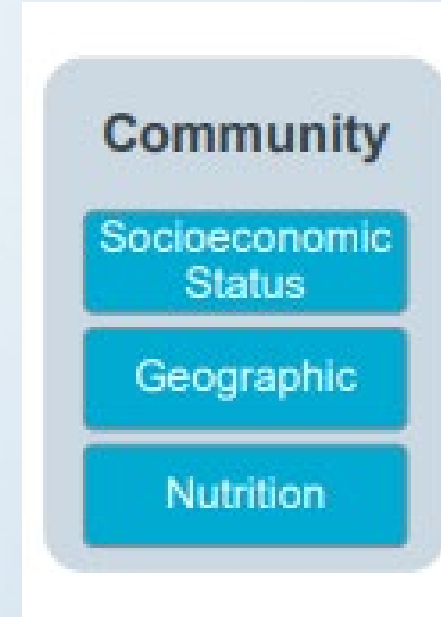 Community
Socioeconomic
Status
Geographic
Nutrition